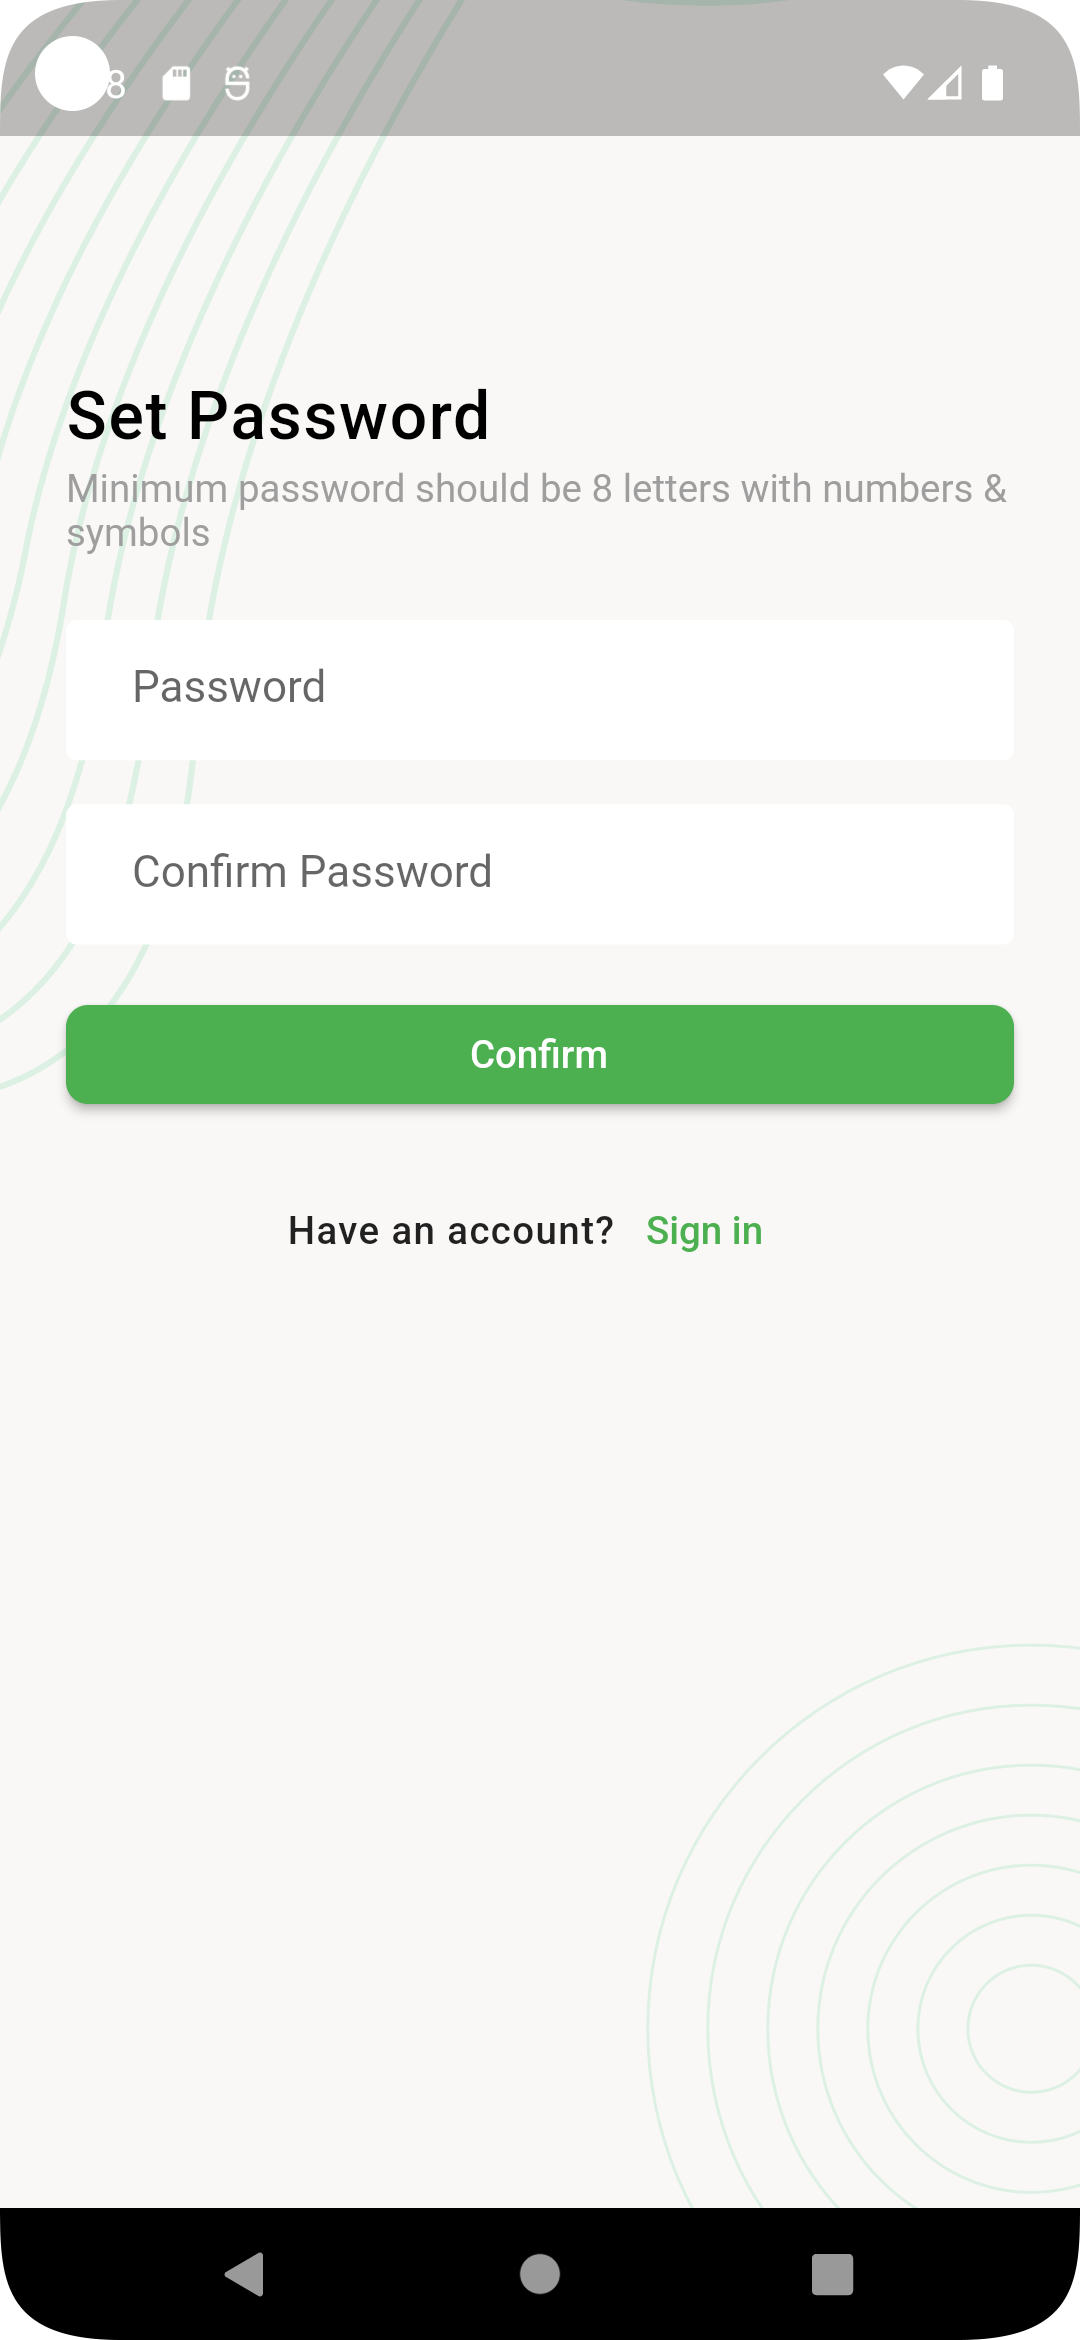 8
Set Password
Minimum password should be 8 letters with numbers &
symbols
Password
Confirm Password
Confirm
Have an account? Sign in